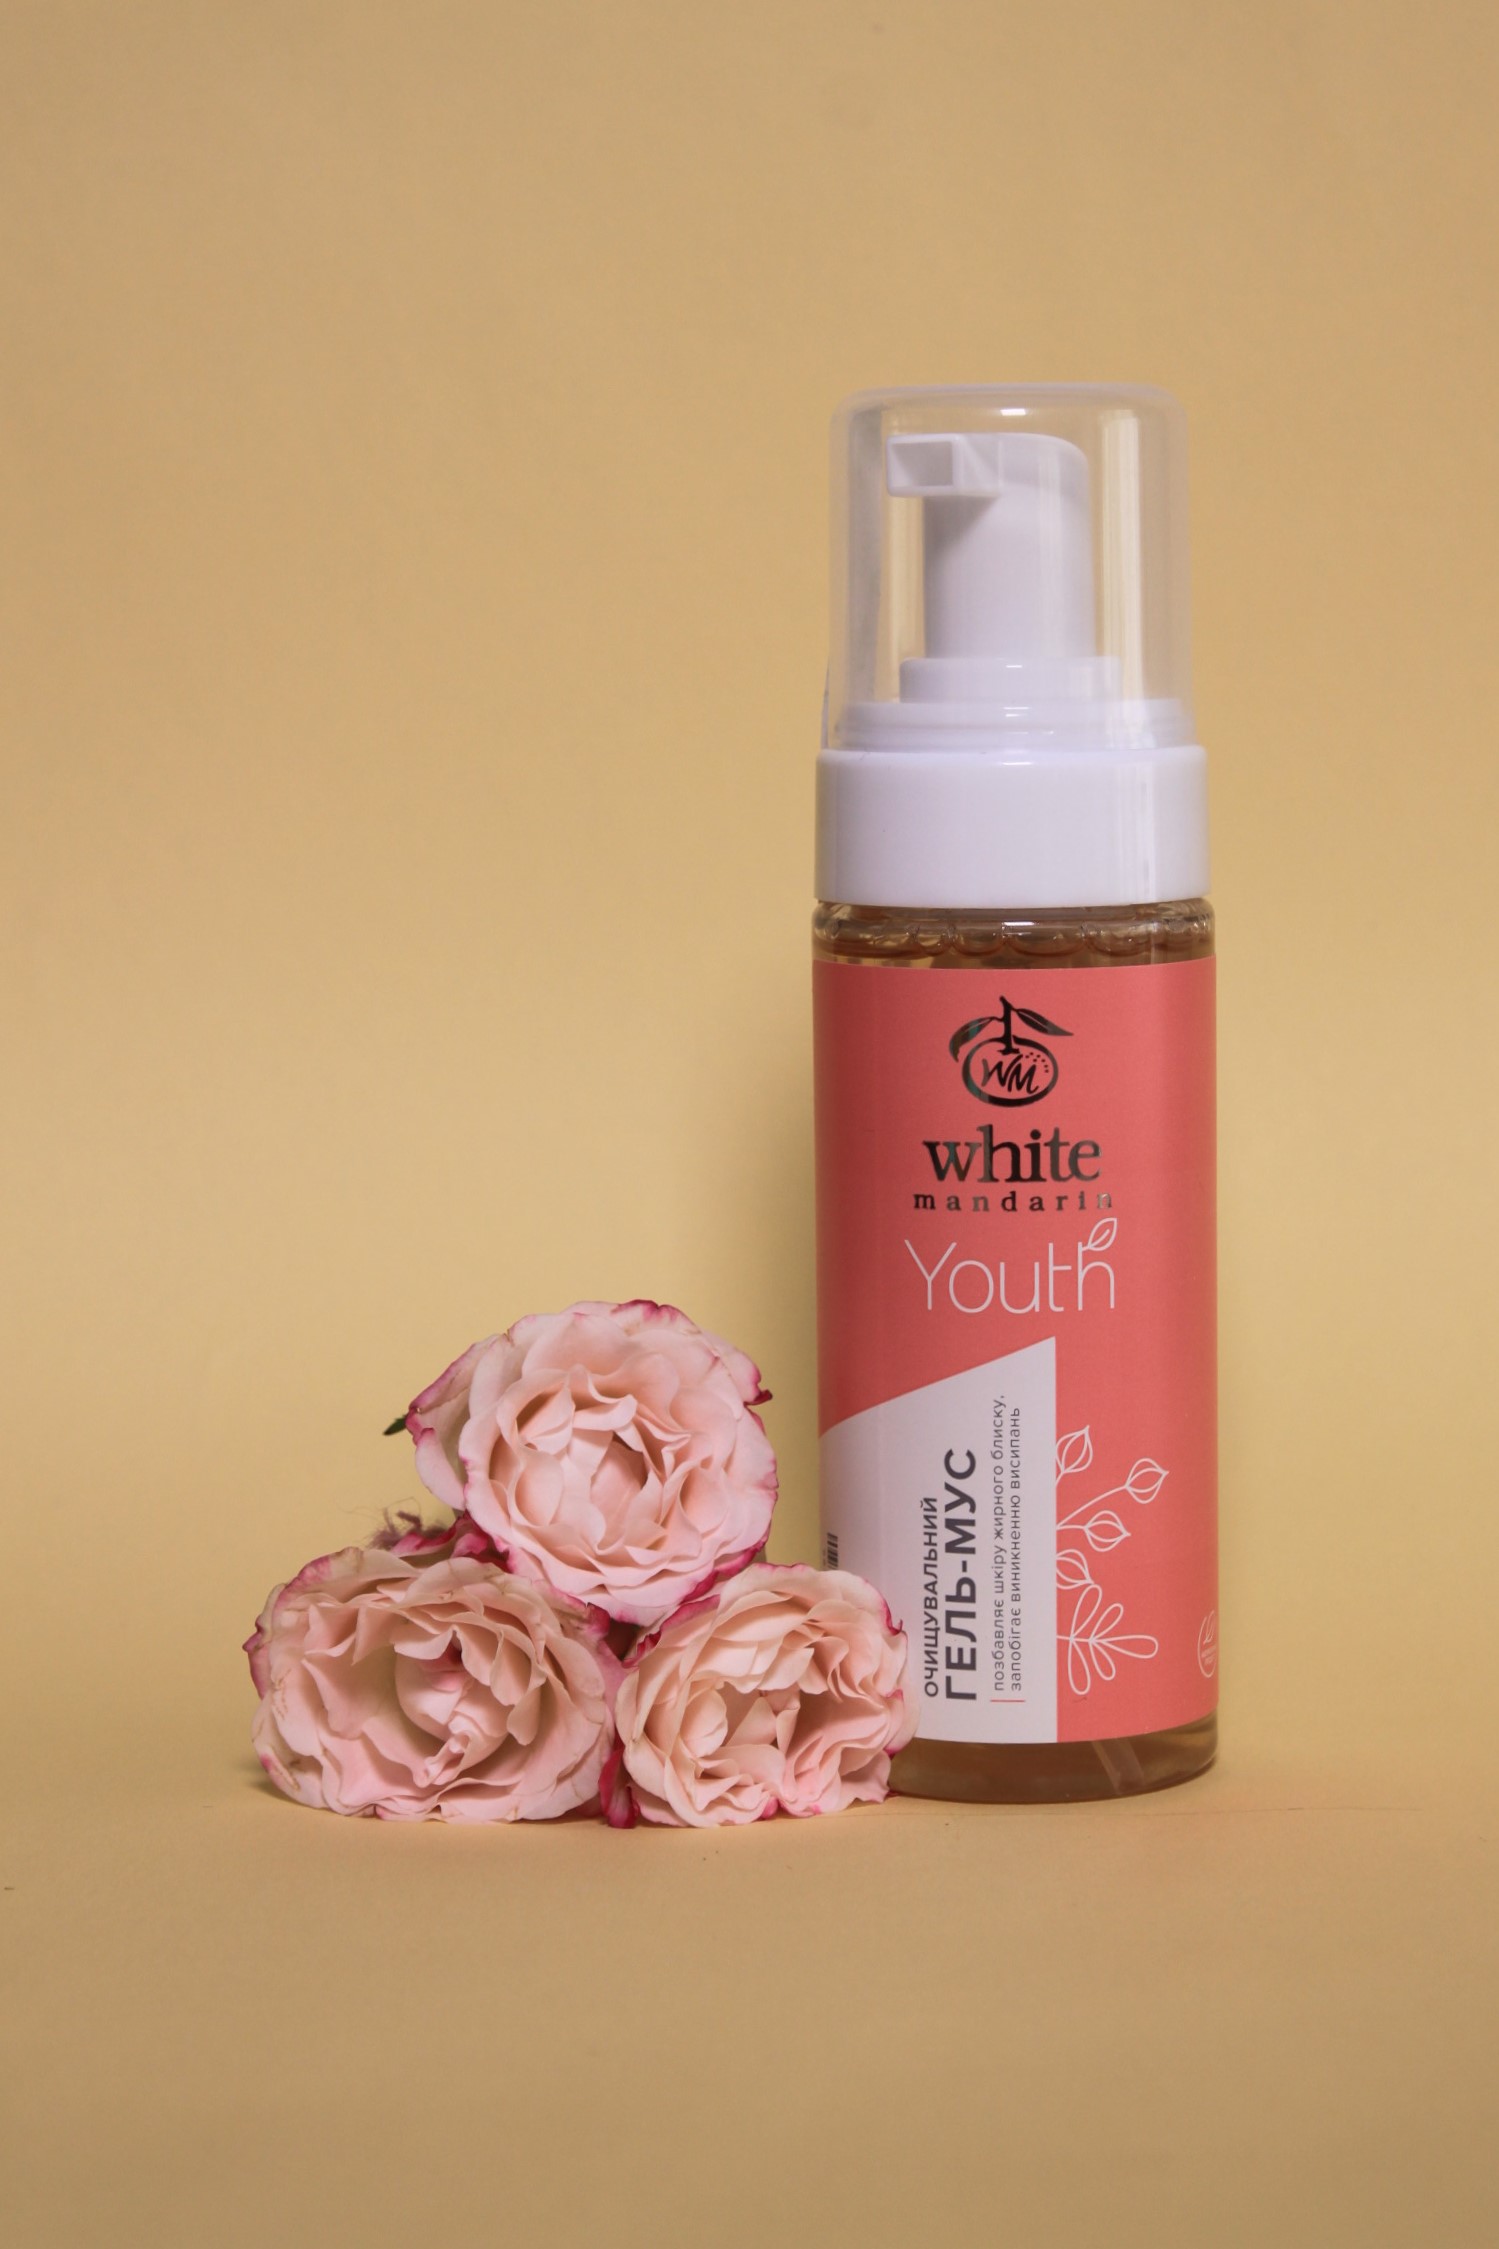 WM
white
mandarin
Youth
ОЧИЩУВАЛЬНИЙ
ГЕЛЬ-МУС
позбавляє шкіру жирного блиску,
запобігає виникненню висипань